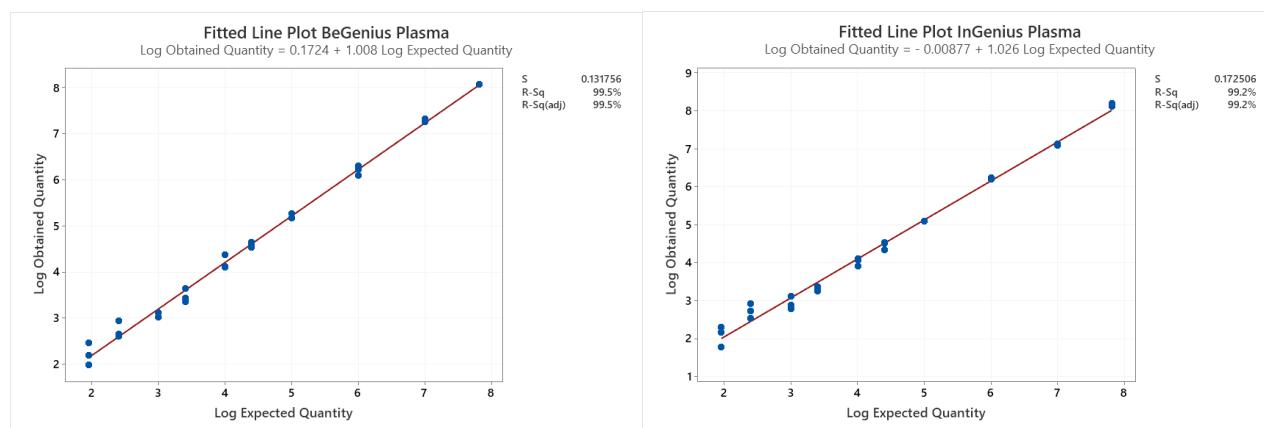 Fitted Line Plot BeGenius Plasma
Log Obtained Quantity = 0.1724 + 1.008 Log Expected Quantity
S 0.131756
R-Sq 99.5%
R-Sq(adj) 99.5%
Log Obtained Quantity
8
7
6
5
4
3
2
2 3 4 5 6 7 8
Log Expected Quantity
Fitted Line Plot InGenius Plasma
Log Obtained Quantity = - 0.00877 + 1.026 Log Expected Quantity
S 0.172506
R-Sq 99.2%
R-Sq(adj) 99.2%
Log Obtained Quantity
9
8
7
6
5
4
3
2
1
2 3 4 5 6 7 8
Log Expected Quantity